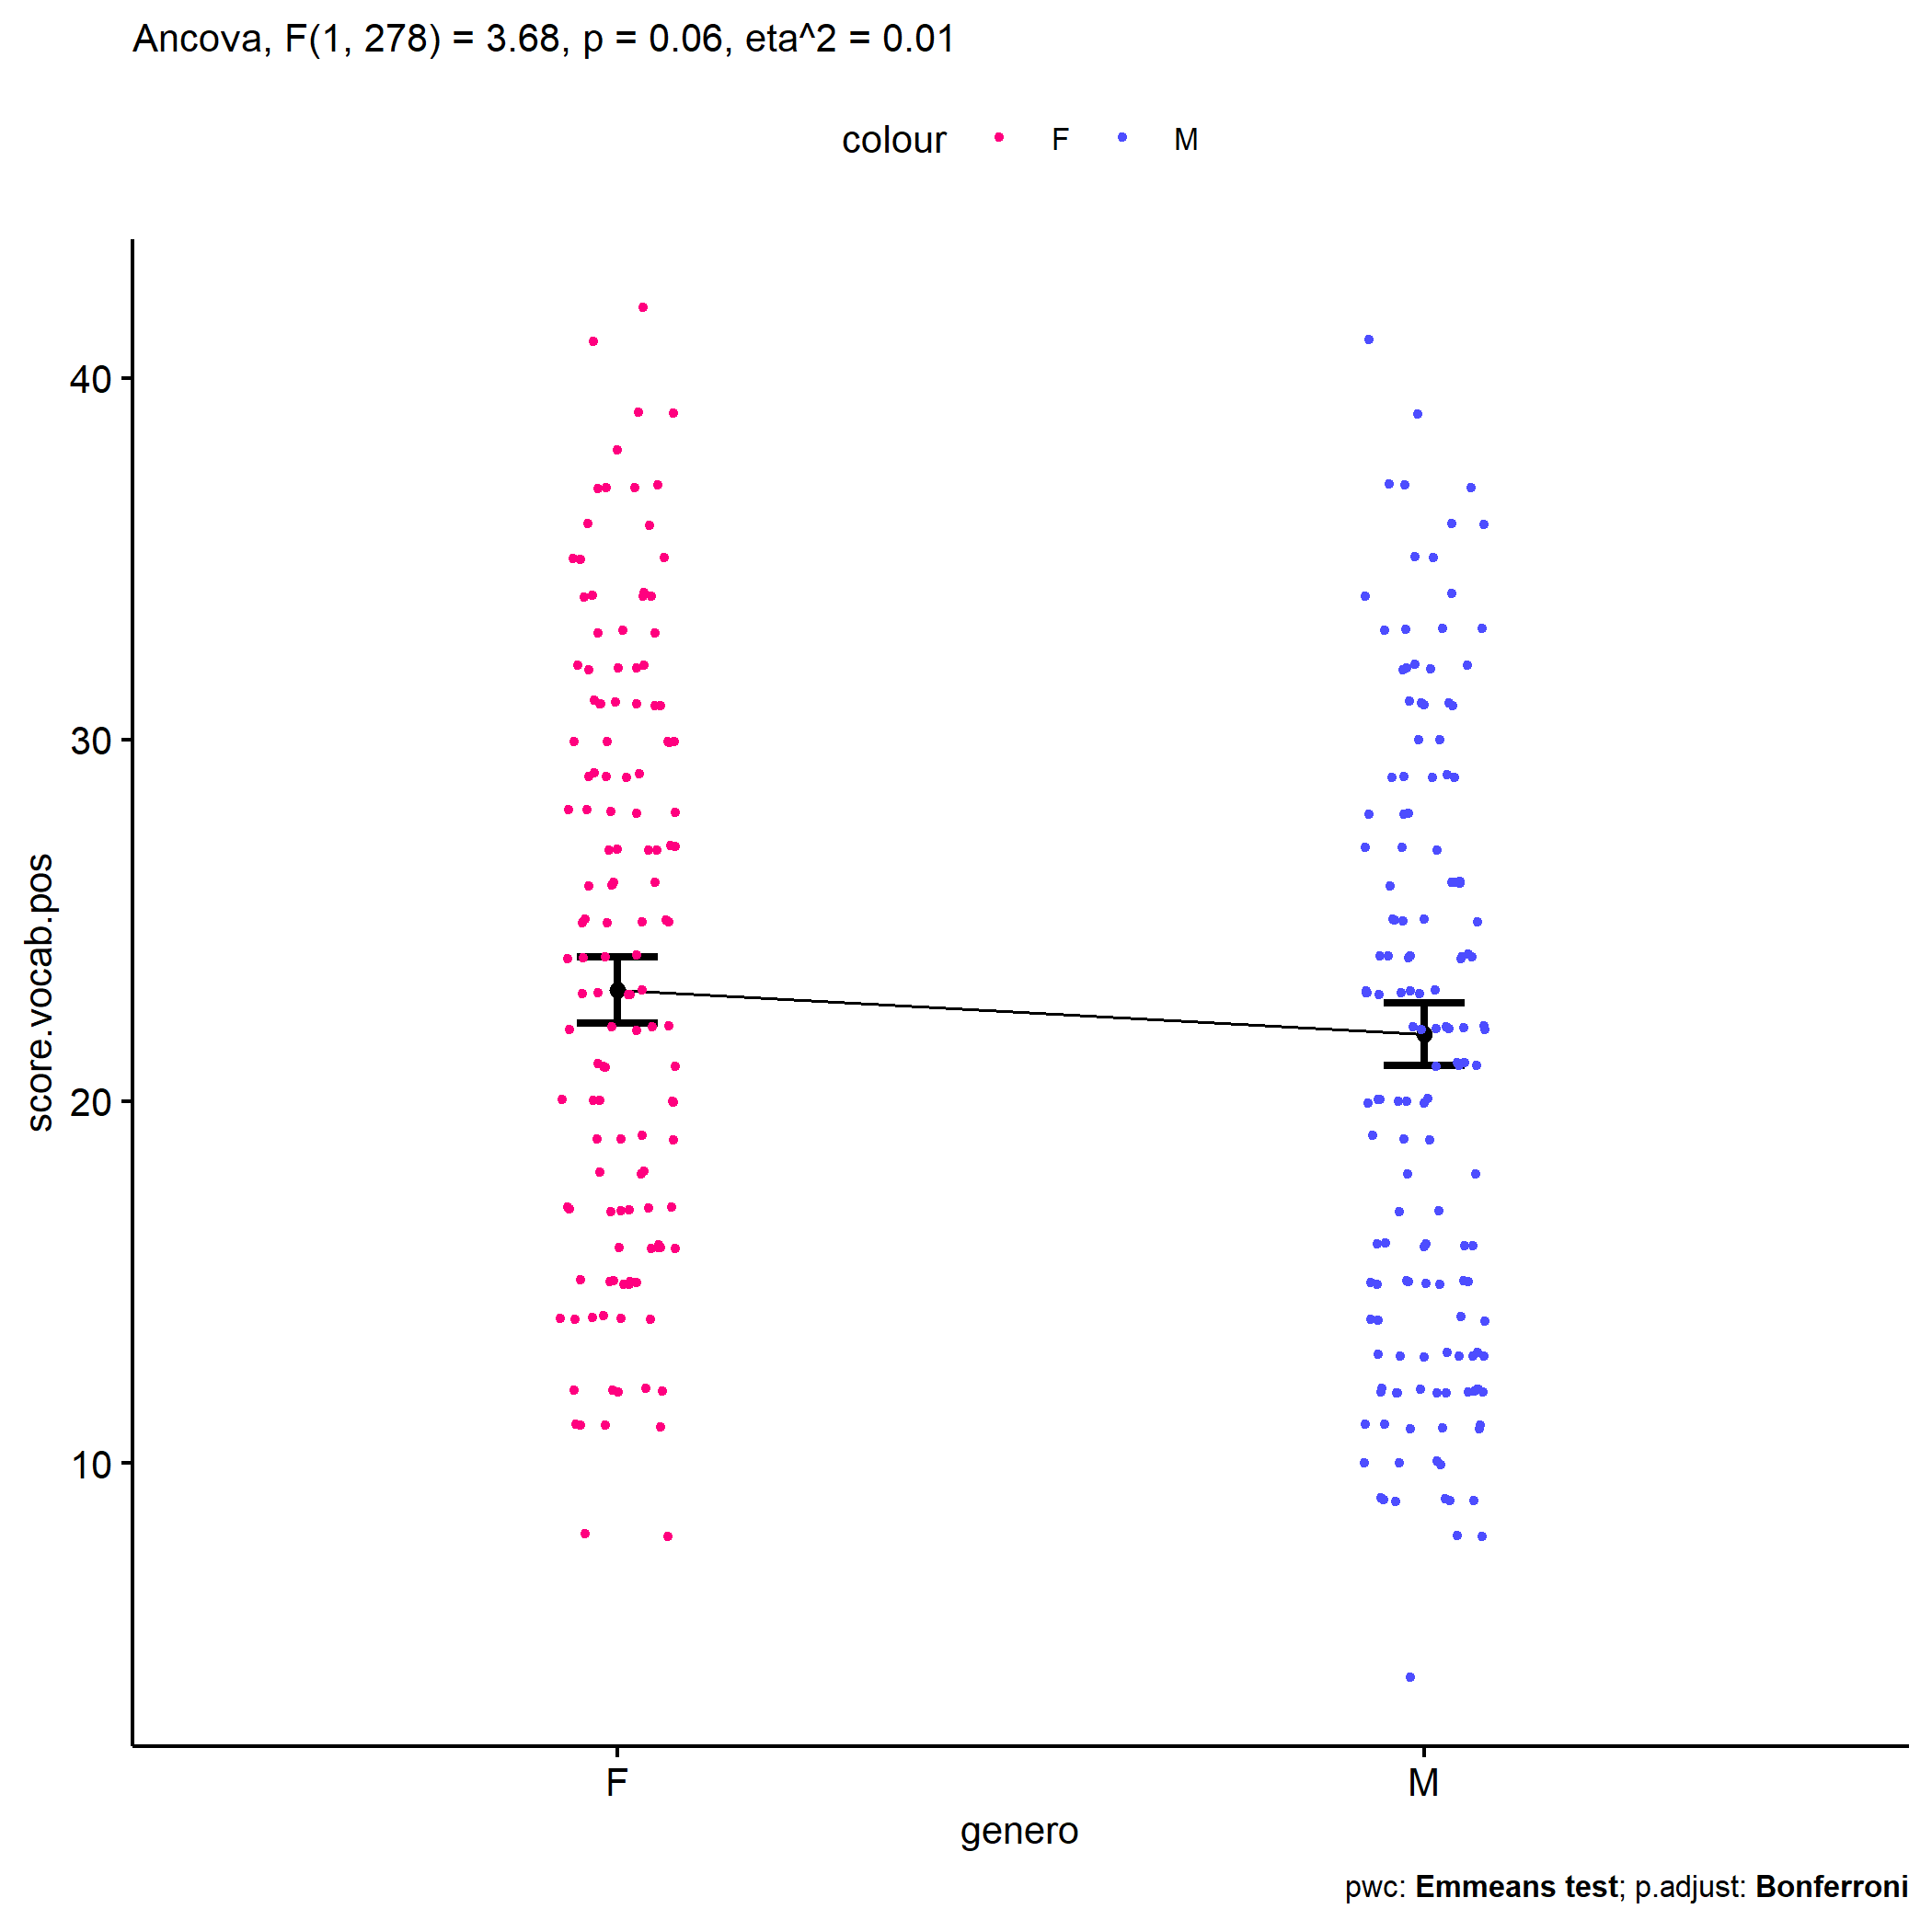 Ancova, F(1, 278) = 3.68, p = 0.06, eta^2 = 0.01
colour F M
score.vocab.pos
40
30
20
10
F M
genero
pwc: Emmeans test; p.adjust: Bonferroni